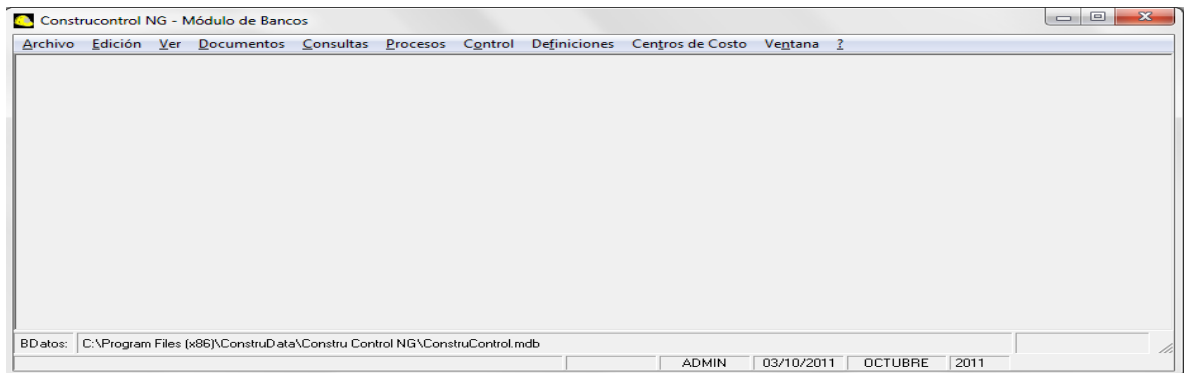 Construcontrol NG - Módulo de Bancos
Archivo Edición Ver Documentos Consultas Procesos Control Definiciones Centros de Costo Ventana ?
BDatos: C:\Program Files (x86)\ConstruData\Constru Control NG\ConstruControl.mdb
ADMIN 03/10/2011 OCTUBRE 2011